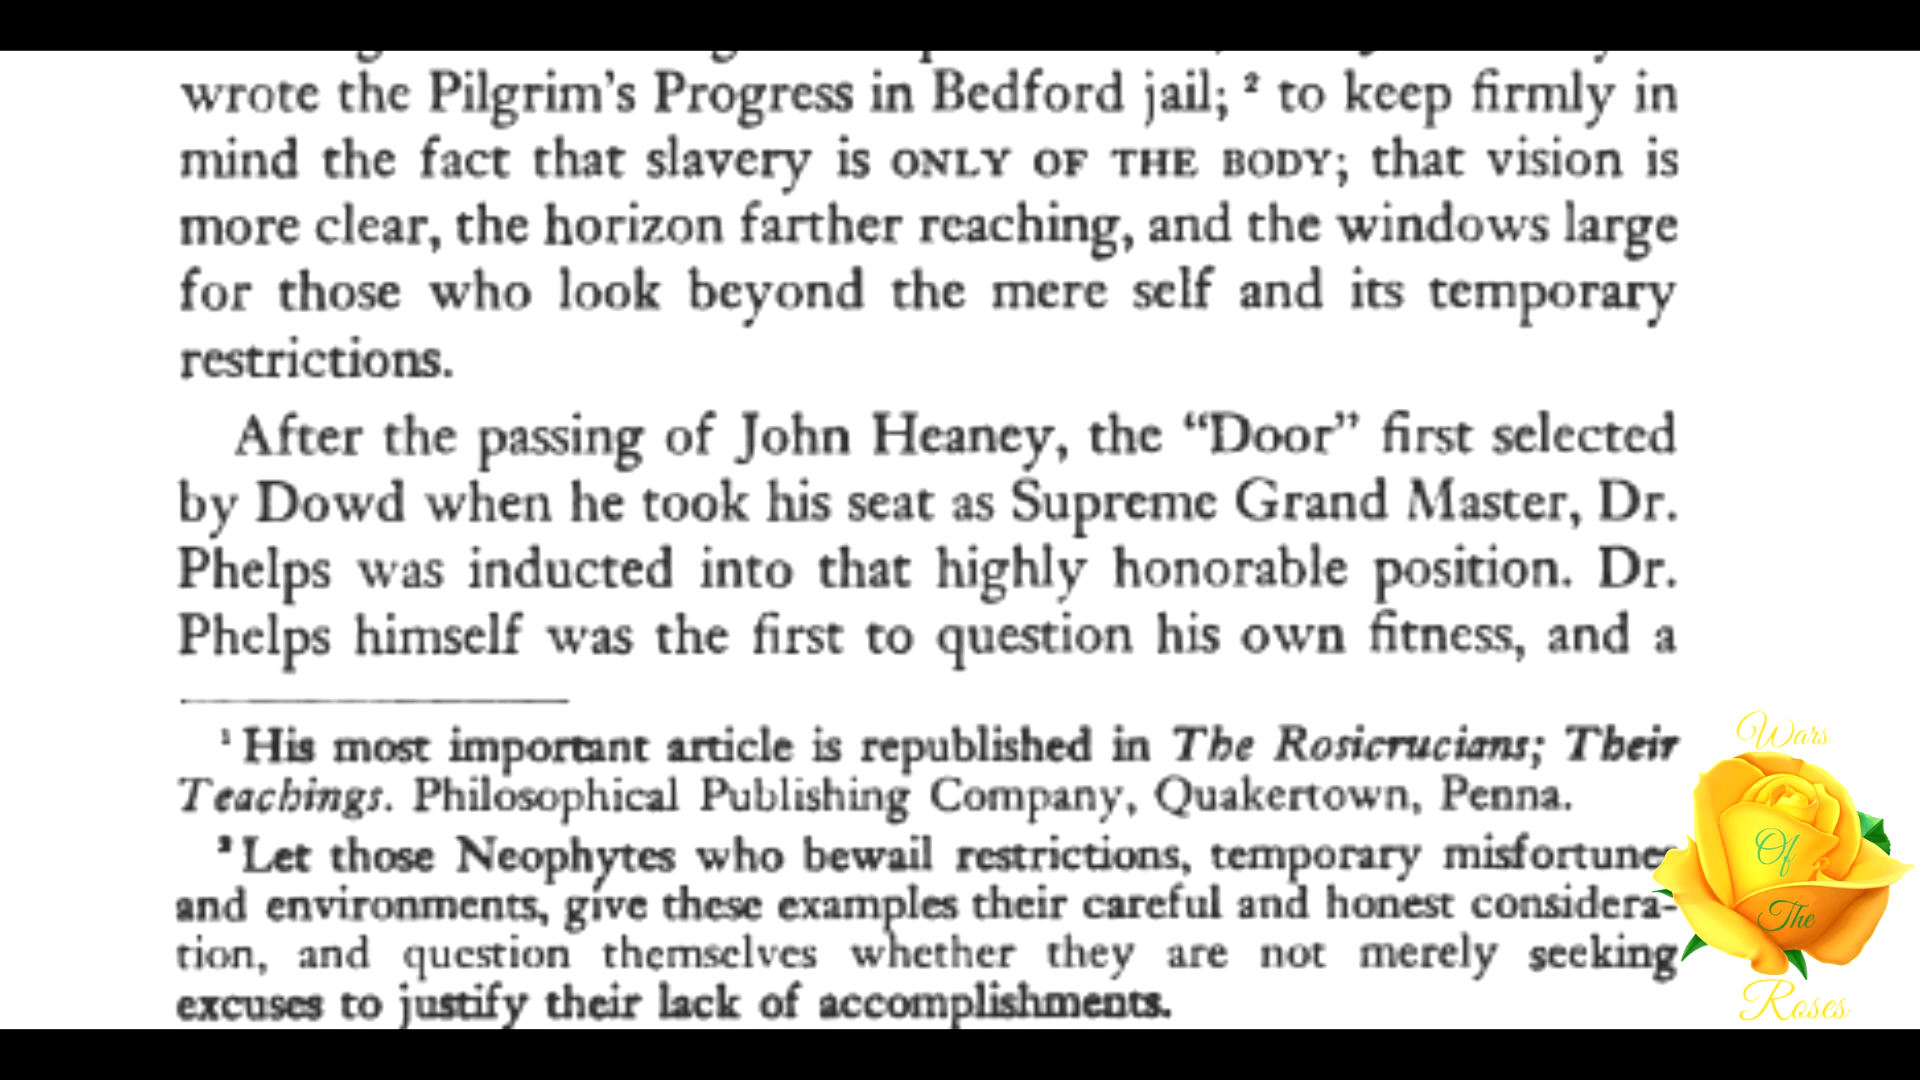 wrote the Pilgrim's Progress in Bedford jail; ² to keep firmly in
mind the fact that slavery is ONLY OF THE BODY; that vision is
more clear, the horizon farther reaching, and the windows large
for those who look beyond the mere self and its temporary
restrictions.
After the passing of John Heaney, the “Door” first selected
by Dowd when he took his seat as Supreme Grand Master, Dr.
Phelps was inducted into that highly honorable position. Dr.
Phelps himself was the first to question his own fitness, and a
¹ His most important article is republished in The Rosicrucians; Their
Teachings. Philosophical Publishing Company, Quakertown, Penna.
² Let those Neophytes who bewail restrictions, temporary misfortunes
and environments, give these examples their careful and honest considera-
tion, and question themselves whether they are not merely seeking
excuses to justify their lack of accomplishments.
Wars
Of
The
Roses